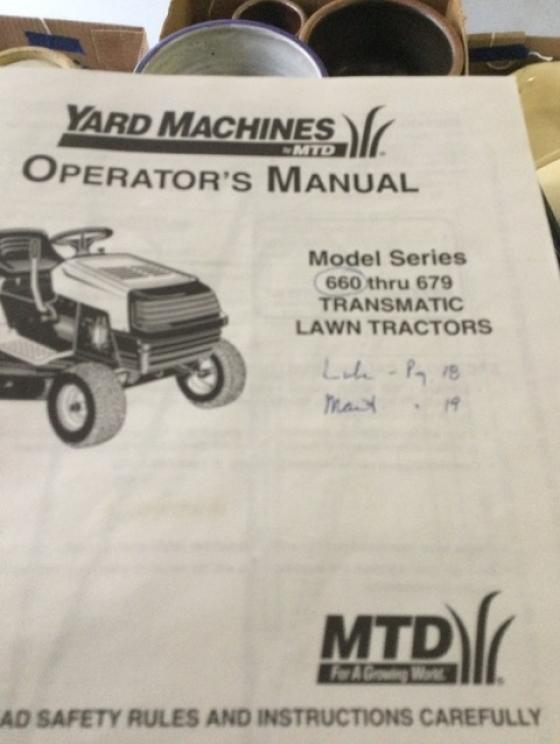 YARD MACHINES
by MTD
OPERATOR'S MANUAL
Model Series
660 thru 679
TRANSMATIC
LAWN TRACTORS
Lube - Pg 18
Maint . 19
MTD
For A Growing World.
AD SAFETY RULES AND INSTRUCTIONS CAREFULLY